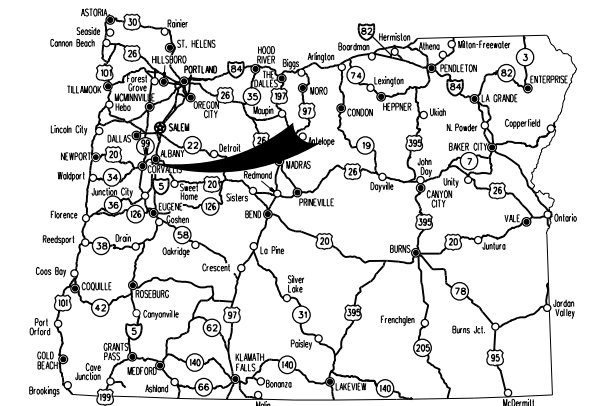 ASTORIA
30
Rainier
Seaside
Cannon Beach
26
ST. HELENS
HILLSBORO
PORTLAND
84
HOOD
RIVER
THE
DALLES
Biggs
Arlington
82
Hermiston
Boardman
Athena
Milton-Freewater
PENDLETON
3
82
ENTERPRISE
84
LA GRANDE
101
TILLAMOOK
Forest
Grove
MCMINNVILLE
Hebo
OREGON
CITY
26
35
197
MORO
97
Maupin
74
Lexington
HEPPNER
CONDON
Ukiah
N. Powder
Copperfield
BAKER CITY
Lincoln City
DALLAS
SALEM
99
22
Detroit
26
Antelope
19
395
John
Day
7
NEWPORT
20
ALBANY
CORVALLIS
MADRAS
Waldport
34
5
Sweet
Home
20
Redmond
26
Dayville
Unity
26
CANYON
CITY
Junction City
36
126
EUGENE
126
Sisters
PRINEVILLE
Florence
Goshen
BEND
395
VALE
Ontario
Reedsport
38
Drain
58
Oakridge
La Pine
20
BURNS
20
Juntura
Crescent
Coos Bay
COQUILLE
ROSEBURG
Silver
Lake
78
101
42
Canyonville
97
31
395
Frenchglen
Burns Jct.
Jordan
Valley
Port
Orford
5
62
Paisley
GOLD
BEACH
GRANTS
PASS
205
95
Cave
Junction
MEDFORD
140
KLAMATH
FALLS
140
Brookings
199
Ashland
66
Bonanza
LAKEVIEW
140
McDermitt